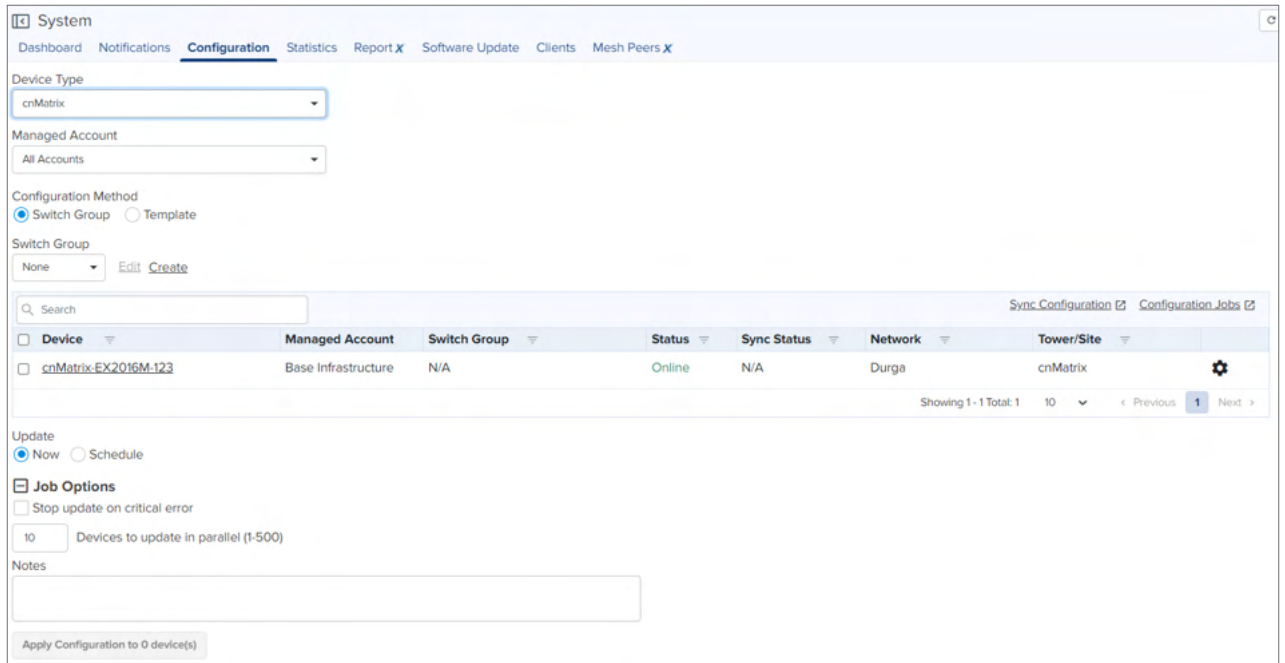 System
Dashboard Notifications Configuration Statistics Report X Software Update Clients Mesh Peers X
Device Type
cnMatrix
Managed Account
All Accounts
Configuration Method
Switch Group Template
Switch Group
None Edit Create
Search Sync Configuration Configuration Jobs
Device Managed Account Switch Group Status Sync Status Network Tower/Site
cnMatrix-EX2016M-123 Base Infrastructure N/A Online N/A Durga cnMatrix
Showing 1 - 1 Total: 1 10 < Previous 1 Next >
Update
Now Schedule
Job Options
Stop update on critical error
10 Devices to update in parallel (1-500)
Notes
Apply Configuration to 0 device(s)